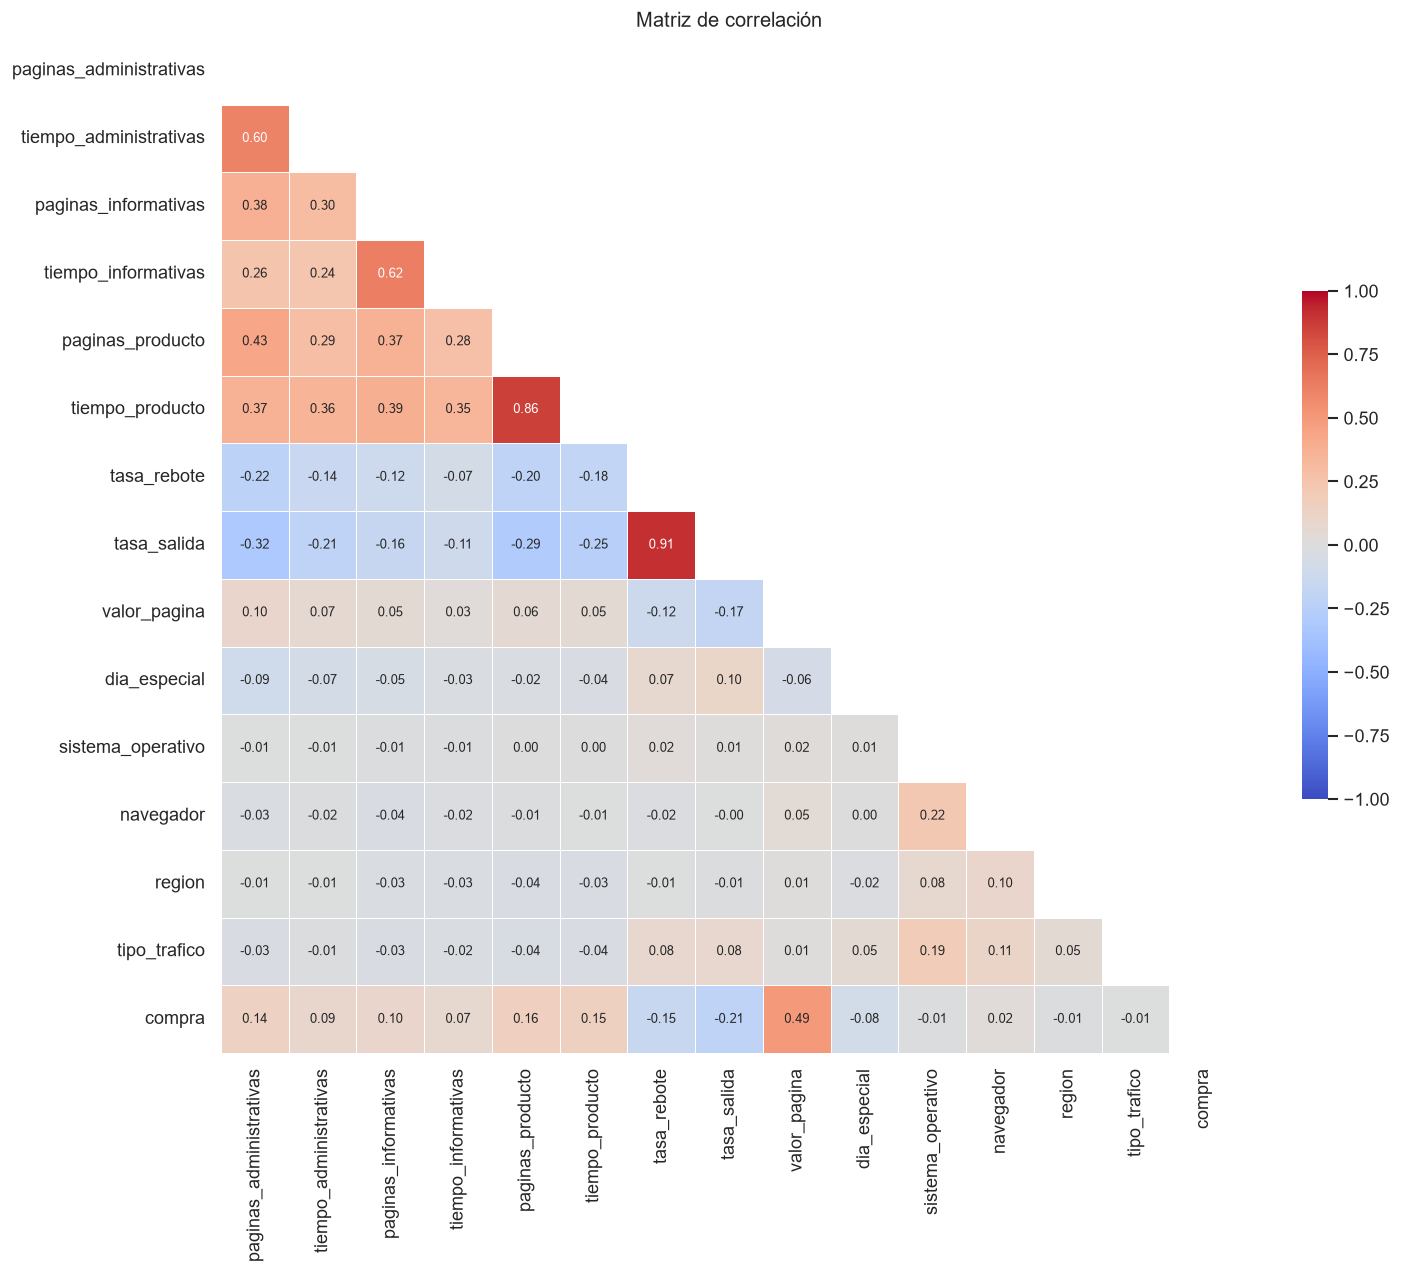 Matriz de correlación
paginas_administrativas
tiempo_administrativas 0.60
paginas_informativas 0.38 0.30
tiempo_informativas 0.26 0.24 0.62
paginas_producto 0.43 0.29 0.37 0.28
tiempo_producto 0.37 0.36 0.39 0.35 0.86
tasa_rebote -0.22 -0.14 -0.12 -0.07 -0.20 -0.18
tasa_salida -0.32 -0.21 -0.16 -0.11 -0.29 -0.25 0.91
valor_pagina 0.10 0.07 0.05 0.03 0.06 0.05 -0.12 -0.17
dia_especial -0.09 -0.07 -0.05 -0.03 -0.02 -0.04 0.07 0.10 -0.06
sistema_operativo -0.01 -0.01 -0.01 -0.01 0.00 0.00 0.02 0.01 0.02 0.01
navegador -0.03 -0.02 -0.04 -0.02 -0.01 -0.01 -0.02 -0.00 0.05 0.00 0.22
region -0.01 -0.01 -0.03 -0.03 -0.04 -0.03 -0.01 -0.01 0.01 -0.02 0.08 0.10
tipo_trafico -0.03 -0.01 -0.03 -0.02 -0.04 -0.04 0.08 0.08 0.01 0.05 0.19 0.11 0.05
compra 0.14 0.09 0.10 0.07 0.16 0.15 -0.15 -0.21 0.49 -0.08 -0.01 0.02 -0.01 -0.01
paginas_administrativas
tiempo_administrativas
paginas_informativas
tiempo_informativas
paginas_producto
tiempo_producto
tasa_rebote
tasa_salida
valor_pagina
dia_especial
sistema_operativo
navegador
region
tipo_trafico
compra
1.00
0.75
0.50
0.25
0.00
−0.25
−0.50
−0.75
−1.00